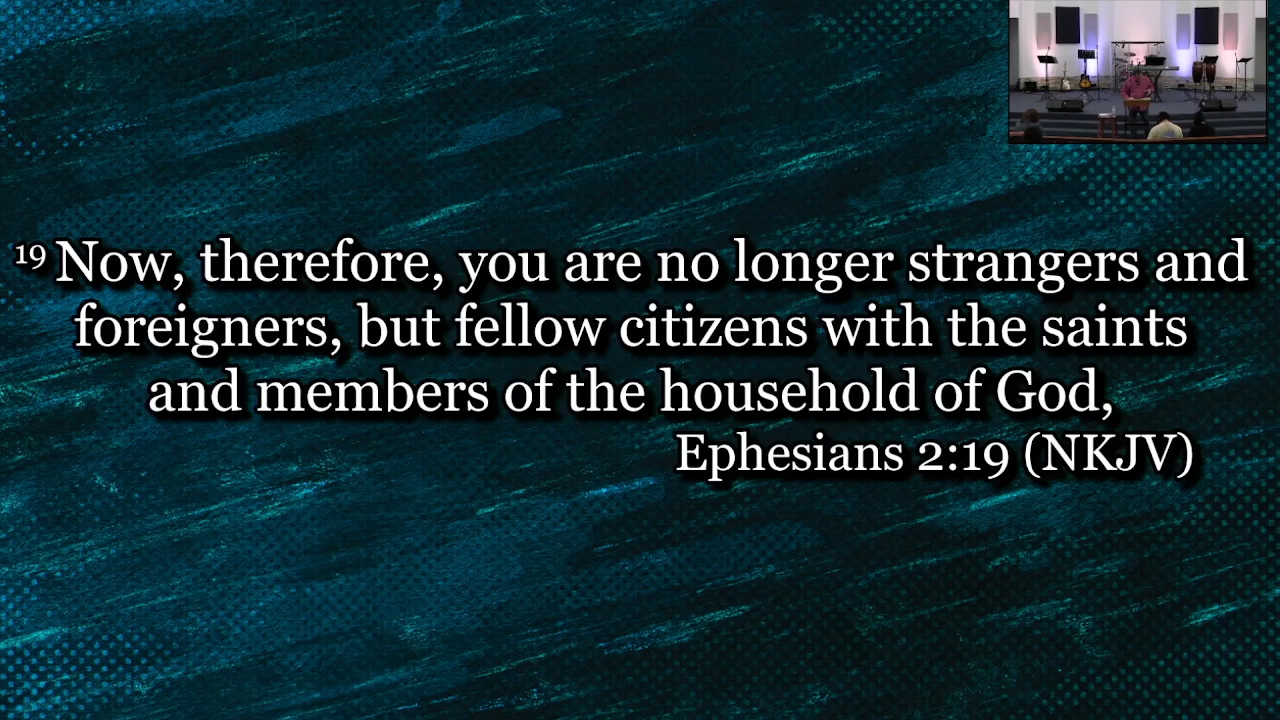 19 Now, therefore, you are no longer strangers and
foreigners, but fellow citizens with the saints
and members of the household of God,
Ephesians 2:19 (NKJV)